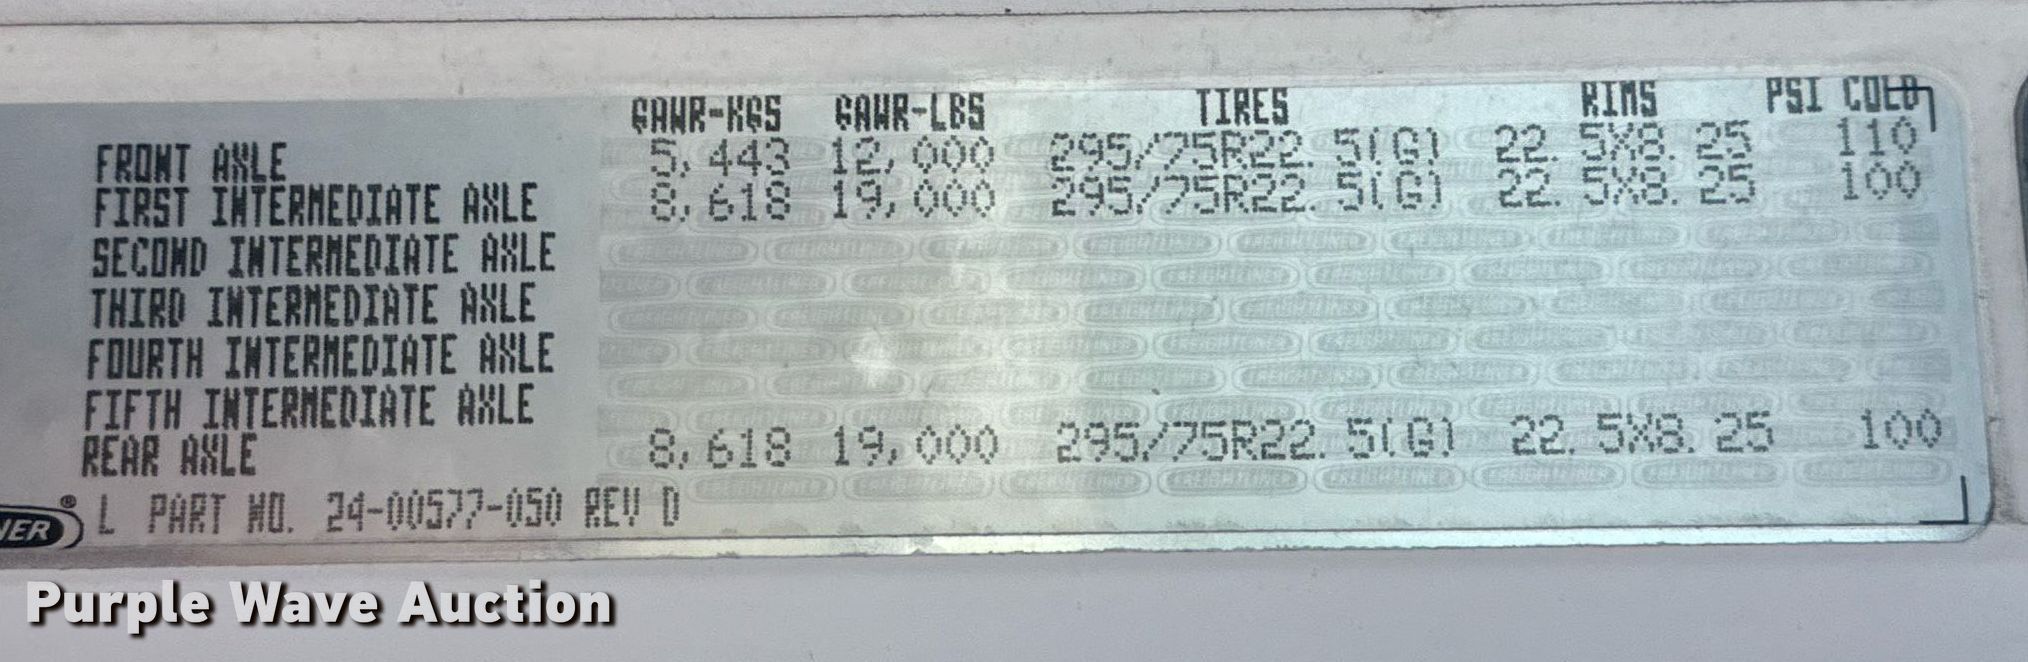 GAWR-KGS GAWR-LBS TIRES RIMS PSI COLD
FRONT AXLE 5,443 12,000 295/75R22.5(G) 22.5X8.25 110
FIRST INTERMEDIATE AXLE 8,618 19,000 295/75R22.5(G) 22.5X8.25 100
SECOND INTERMEDIATE AXLE
THIRD INTERMEDIATE AXLE
FOURTH INTERMEDIATE AXLE
FIFTH INTERMEDIATE AXLE
REAR AXLE 8,618 19,000 295/75R22.5(G) 22.5X8.25 100
NER® L PART NO. 24-00577-050 REV D
Purple Wave Auction